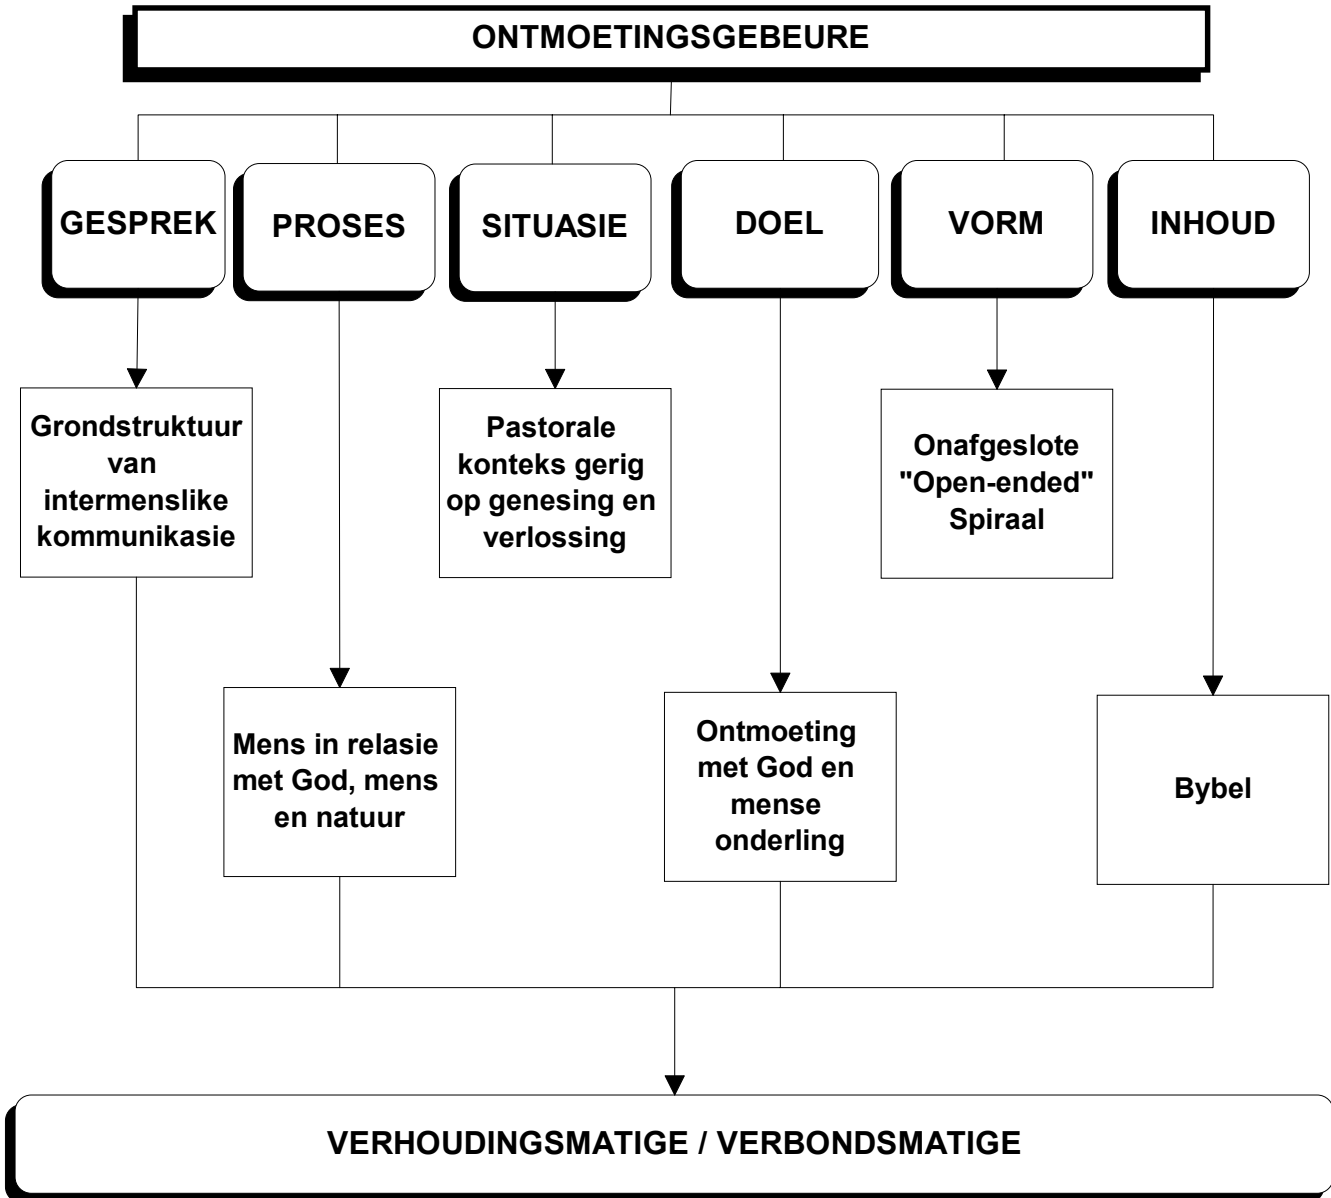 ONTMOETINGSGEBEURE
GESPREK
PROSES
SITUASIE
DOEL
VORM
INHOUD
Grondstruktuur
van
intermenslike
kommunikasie
Pastorale
konteks gerig
op genesing en
verlossing
Onafgeslote
"Open-ended"
Spiraal
Mens in relasie
met God, mens
en natuur
Ontmoeting
met God en
mense
onderling
Bybel
VERHOUDINGSMATIGE / VERBONDSMATIGE